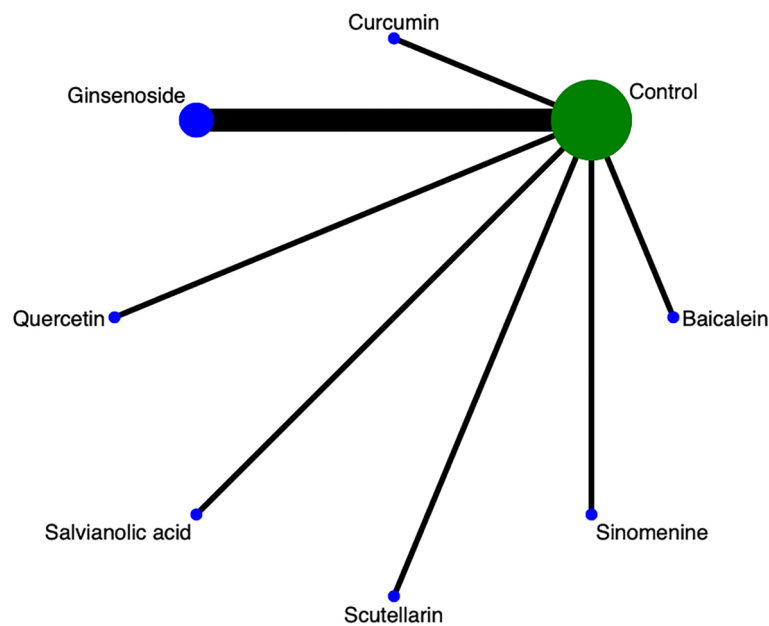 Curcumin
Ginsenoside
Control
Quercetin
Baicalein
Salvianolic acid
Sinomenine
Scutellarin